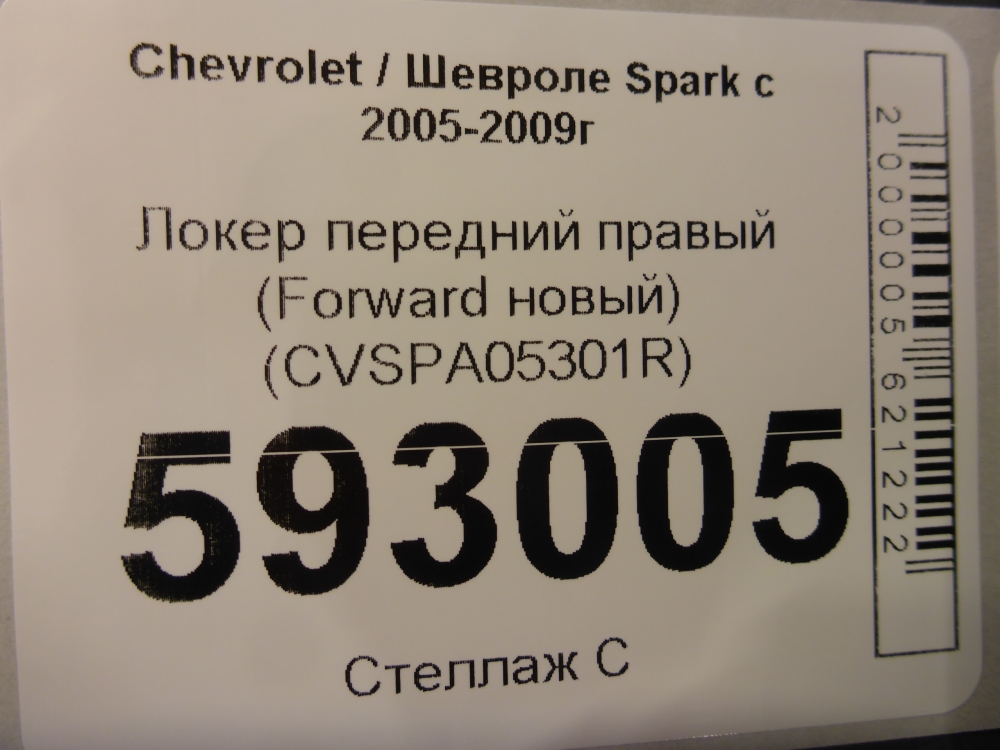 Chevrolet / Шевроле Spark с
2005-2009г
Локер передний правый
(Forward новый)
(CVSPA05301R)
593005
Стеллаж С
2000005621222